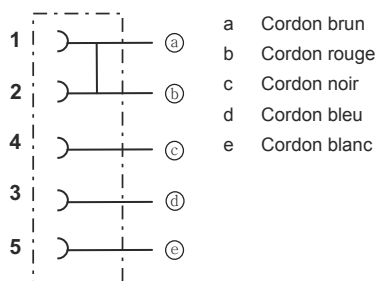 1 ⓐ
2 ⓑ
4 ⓒ
3 ⓓ
5 ⓔ
a Cordon brun
b Cordon rouge
c Cordon noir
d Cordon bleu
e Cordon blanc